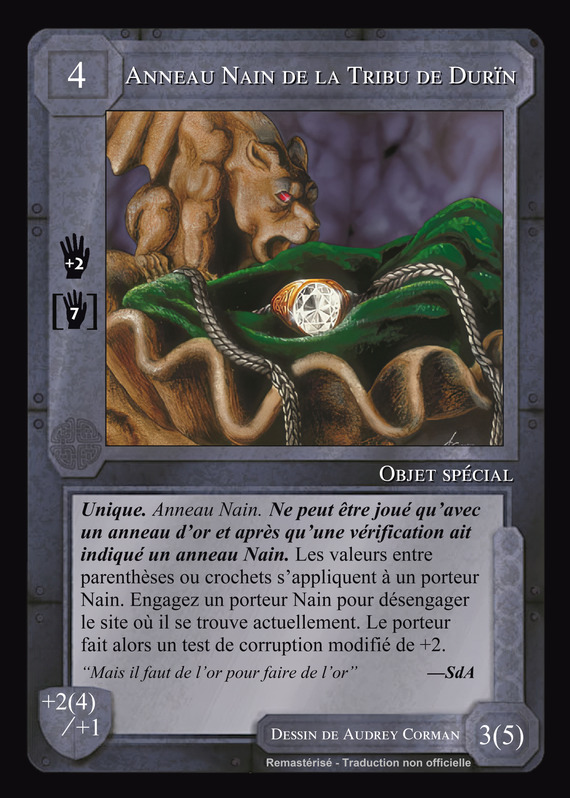 4
Anneau Nain de la Tribu de Durïn
+2
[7]
Objet spécial
Unique. Anneau Nain. Ne peut être joué qu'avec
un anneau d'or et après qu'une vérification ait
indiqué un anneau Nain. Les valeurs entre
parenthèses ou crochets s'appliquent à un porteur
Nain. Engagez un porteur Nain pour désengager
le site où il se trouve actuellement. Le porteur
fait alors un test de corruption modifié de +2.
“Mais il faut de l'or pour faire de l'or” —SdA
+2(4)
/+1
Dessin de Audrey Corman
3(5)
Remastérisé - Traduction non officielle